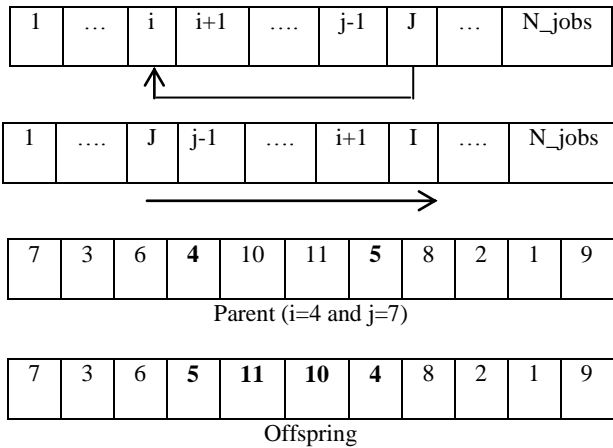 1 … i i+1 …. j-1 J … N_jobs
1 …. J j-1 …. i+1 I …. N_jobs
7 3 6 4 10 11 5 8 2 1 9
Parent (i=4 and j=7)
7 3 6 5 11 10 4 8 2 1 9
Offspring